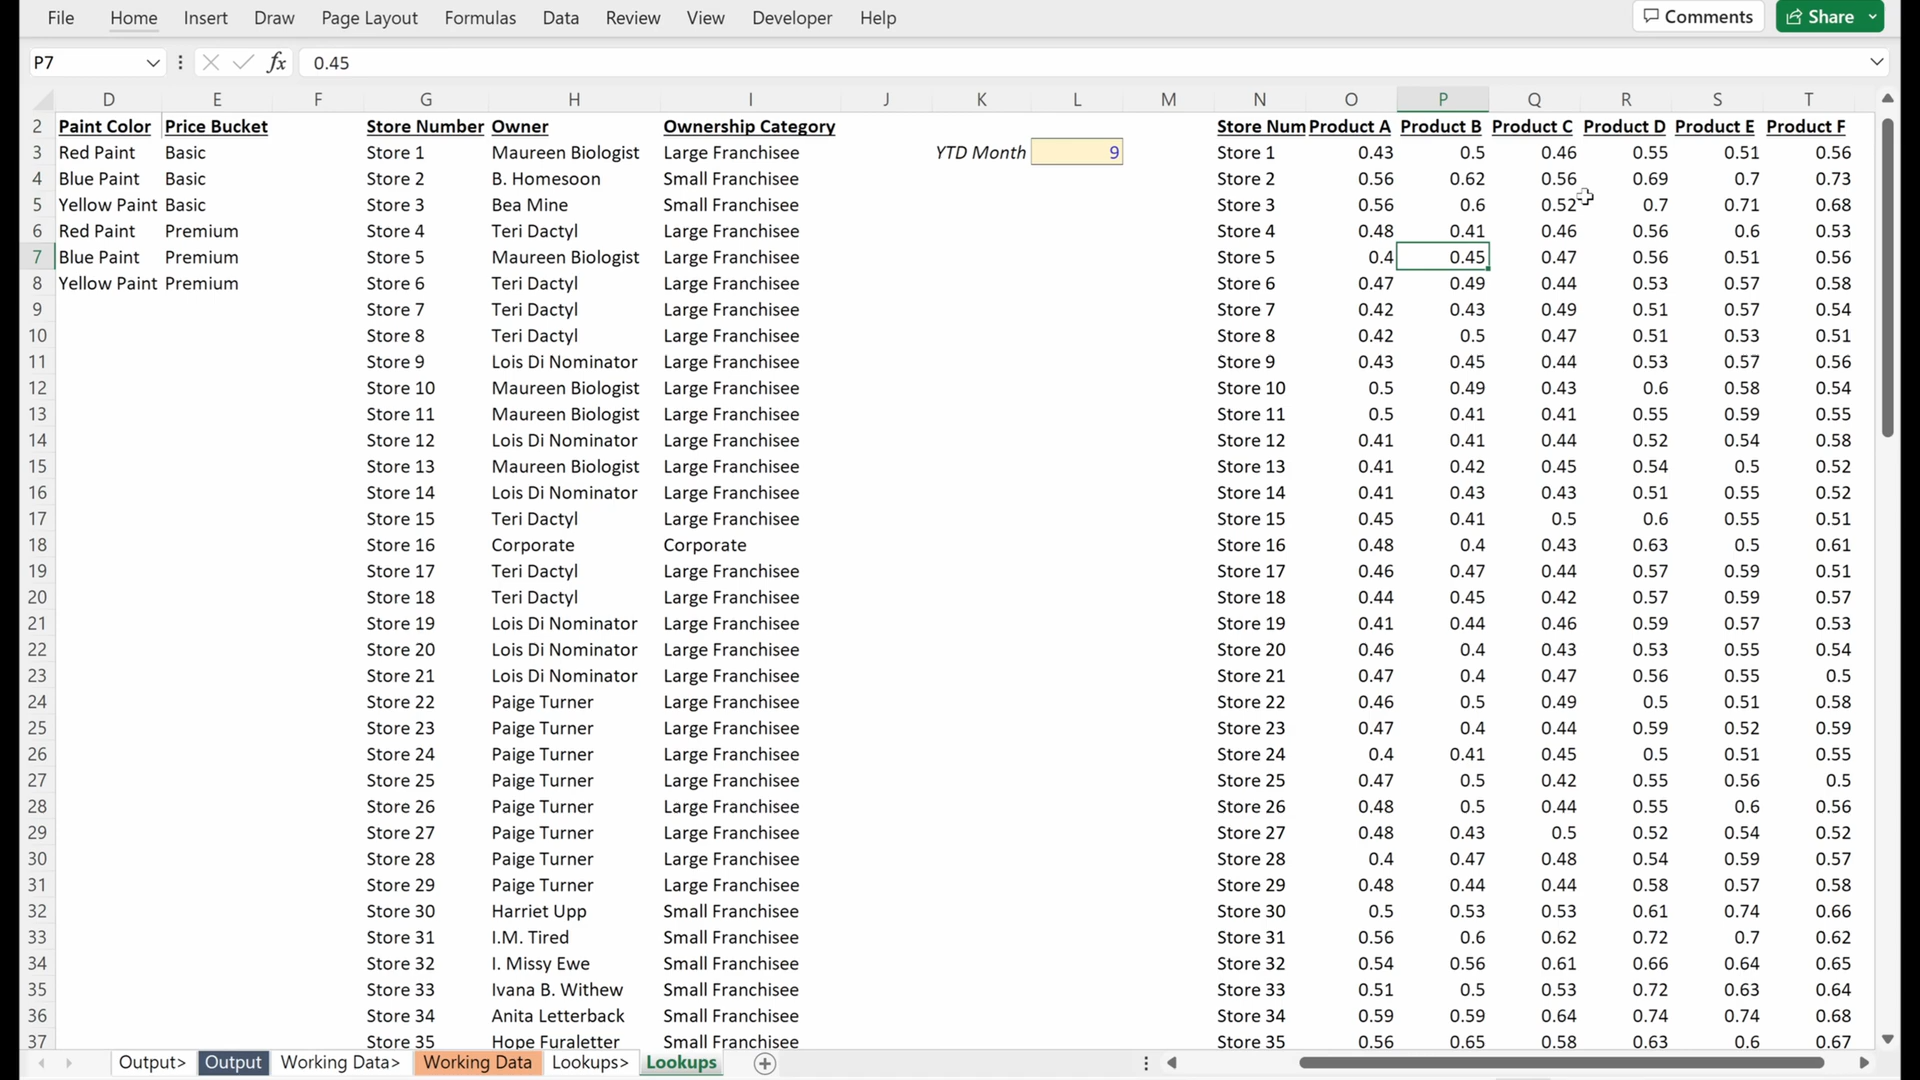 File Home Insert Draw Page Layout Formulas Data Review View Developer Help Comments Share
P7 fx 0.45
D E F G H I J K L M N O P Q R S T
2 Paint Color Price Bucket Store Number Owner Ownership Category Store Num Product A Product B Product C Product D Product E Product F
3 Red Paint Basic Store 1 Maureen Biologist Large Franchisee YTD Month 9 Store 1 0.43 0.5 0.46 0.55 0.51 0.56
4 Blue Paint Basic Store 2 B. Homesoon Small Franchisee Store 2 0.56 0.62 0.56 0.69 0.7 0.73
5 Yellow Paint Basic Store 3 Bea Mine Small Franchisee Store 3 0.56 0.6 0.52 0.7 0.71 0.68
6 Red Paint Premium Store 4 Teri Dactyl Large Franchisee Store 4 0.48 0.41 0.46 0.56 0.6 0.53
7 Blue Paint Premium Store 5 Maureen Biologist Large Franchisee Store 5 0.4 0.45 0.47 0.56 0.51 0.56
8 Yellow Paint Premium Store 6 Teri Dactyl Large Franchisee Store 6 0.47 0.49 0.44 0.53 0.57 0.58
9 Store 7 Teri Dactyl Large Franchisee Store 7 0.42 0.43 0.49 0.51 0.57 0.54
10 Store 8 Teri Dactyl Large Franchisee Store 8 0.42 0.5 0.47 0.51 0.53 0.51
11 Store 9 Lois Di Nominator Large Franchisee Store 9 0.43 0.45 0.44 0.53 0.57 0.56
12 Store 10 Maureen Biologist Large Franchisee Store 10 0.5 0.49 0.43 0.6 0.58 0.54
13 Store 11 Maureen Biologist Large Franchisee Store 11 0.5 0.41 0.41 0.55 0.59 0.55
14 Store 12 Lois Di Nominator Large Franchisee Store 12 0.41 0.41 0.44 0.52 0.54 0.58
15 Store 13 Maureen Biologist Large Franchisee Store 13 0.41 0.42 0.45 0.54 0.5 0.52
16 Store 14 Lois Di Nominator Large Franchisee Store 14 0.41 0.43 0.43 0.51 0.55 0.52
17 Store 15 Teri Dactyl Large Franchisee Store 15 0.45 0.41 0.5 0.6 0.55 0.51
18 Store 16 Corporate Corporate Store 16 0.48 0.4 0.43 0.63 0.5 0.61
19 Store 17 Teri Dactyl Large Franchisee Store 17 0.46 0.47 0.44 0.57 0.59 0.51
20 Store 18 Teri Dactyl Large Franchisee Store 18 0.44 0.45 0.42 0.57 0.59 0.57
21 Store 19 Lois Di Nominator Large Franchisee Store 19 0.41 0.44 0.46 0.59 0.57 0.53
22 Store 20 Lois Di Nominator Large Franchisee Store 20 0.46 0.4 0.43 0.53 0.55 0.54
23 Store 21 Lois Di Nominator Large Franchisee Store 21 0.47 0.4 0.47 0.56 0.55 0.5
24 Store 22 Paige Turner Large Franchisee Store 22 0.46 0.5 0.49 0.5 0.51 0.58
25 Store 23 Paige Turner Large Franchisee Store 23 0.47 0.4 0.44 0.59 0.52 0.59
26 Store 24 Paige Turner Large Franchisee Store 24 0.4 0.41 0.45 0.5 0.51 0.55
27 Store 25 Paige Turner Large Franchisee Store 25 0.47 0.5 0.42 0.55 0.56 0.5
28 Store 26 Paige Turner Large Franchisee Store 26 0.48 0.5 0.44 0.55 0.6 0.56
29 Store 27 Paige Turner Large Franchisee Store 27 0.48 0.43 0.5 0.52 0.54 0.52
30 Store 28 Paige Turner Large Franchisee Store 28 0.4 0.47 0.48 0.54 0.59 0.57
31 Store 29 Paige Turner Large Franchisee Store 29 0.48 0.44 0.44 0.58 0.57 0.58
32 Store 30 Harriet Upp Small Franchisee Store 30 0.5 0.53 0.53 0.61 0.74 0.66
33 Store 31 I.M. Tired Small Franchisee Store 31 0.56 0.6 0.62 0.72 0.7 0.62
34 Store 32 I. Missy Ewe Small Franchisee Store 32 0.54 0.56 0.61 0.66 0.64 0.65
35 Store 33 Ivana B. Withew Small Franchisee Store 33 0.51 0.5 0.53 0.72 0.63 0.64
36 Store 34 Anita Letterback Small Franchisee Store 34 0.59 0.59 0.64 0.74 0.74 0.68
37 Store 35 Hope Furaletter Small Franchisee Store 35 0.56 0.65 0.58 0.63 0.6 0.67
Output> Output Working Data> Working Data Lookups> Lookups